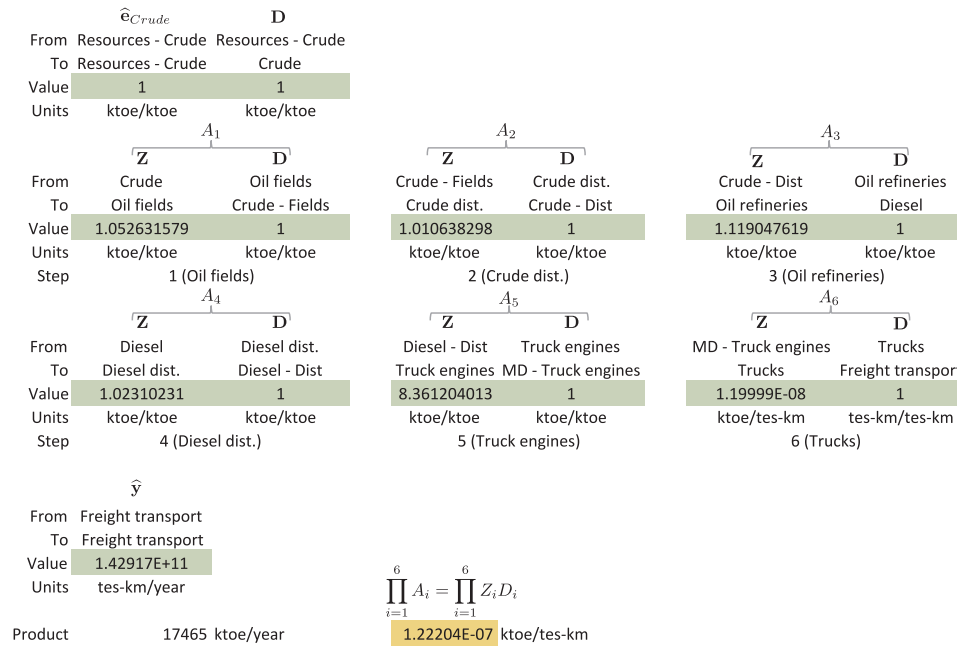 ê_Crude D
From Resources - Crude Resources - Crude
To Resources - Crude Crude
Value 1 1
Units ktoe/ktoe ktoe/ktoe
A₁ A₂ A₃
Z D Z D Z D
From Crude Oil fields Crude - Fields Crude dist. Crude - Dist Oil refineries
To Oil fields Crude - Fields Crude dist. Crude - Dist Oil refineries Diesel
Value 1.052631579 1 1.010638298 1 1.119047619 1
Units ktoe/ktoe ktoe/ktoe ktoe/ktoe ktoe/ktoe ktoe/ktoe ktoe/ktoe
Step 1 (Oil fields) 2 (Crude dist.) 3 (Oil refineries)
A₄ A₅ A₆
Z D Z D Z D
From Diesel Diesel dist. Diesel - Dist Truck engines MD - Truck engines Trucks
To Diesel dist. Diesel - Dist Truck engines MD - Truck engines Trucks Freight transport
Value 1.02310231 1 8.361204013 1 1.19999E-08 1
Units ktoe/ktoe ktoe/ktoe ktoe/ktoe ktoe/ktoe ktoe/tes-km tes-km/tes-km
Step 4 (Diesel dist.) 5 (Truck engines) 6 (Trucks)
ŷ
From Freight transport
To Freight transport
Value 1.42917E+11
Units tes-km/year
∏_{i=1}^{6} A_i = ∏_{i=1}^{6} Z_i D_i
Product 17465 ktoe/year 1.22204E-07 ktoe/tes-km